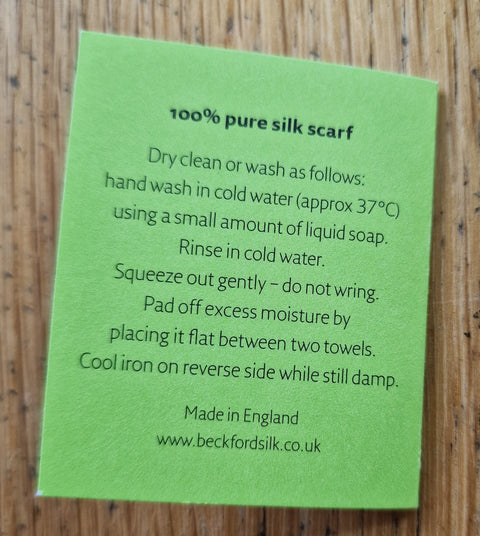 100% pure silk scarf
Dry clean or wash as follows:
hand wash in cold water (approx 37°C)
using a small amount of liquid soap.
Rinse in cold water.
Squeeze out gently – do not wring.
Pad off excess moisture by
placing it flat between two towels.
Cool iron on reverse side while still damp.
Made in England
www.beckfordsilk.co.uk